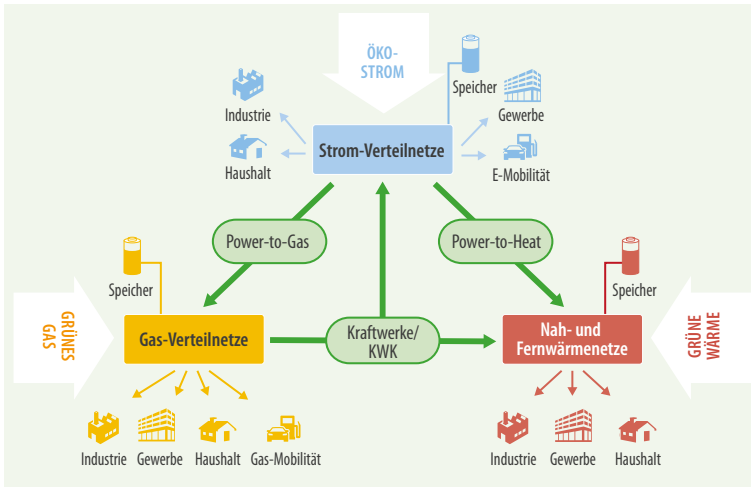 ÖKO-
STROM
Speicher
Industrie
Gewerbe
Strom-Verteilnetze
Haushalt
E-Mobilität
Power-to-Gas
Power-to-Heat
Speicher
Speicher
GRÜNES
GAS
Gas-Verteilnetze
Kraftwerke/
KWK
Nah- und
Fernwärmenetze
GRÜNE
WÄRME
Industrie
Gewerbe
Haushalt
Gas-Mobilität
Industrie
Gewerbe
Haushalt